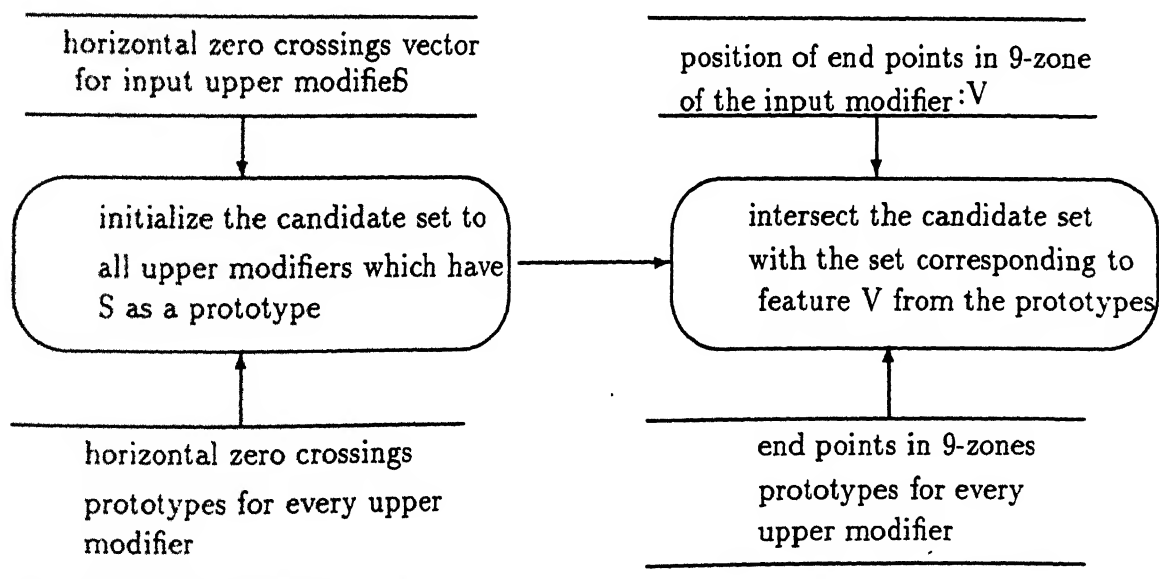 horizontal zero crossings vector
for input upper modifieS
position of end points in 9-zone
of the input modifier:V
initialize the candidate set to
all upper modifiers which have
S as a prototype
intersect the candidate set
with the set corresponding to
feature V from the prototypes
horizontal zero crossings
prototypes for every upper
modifier
end points in 9-zones
prototypes for every
upper modifier